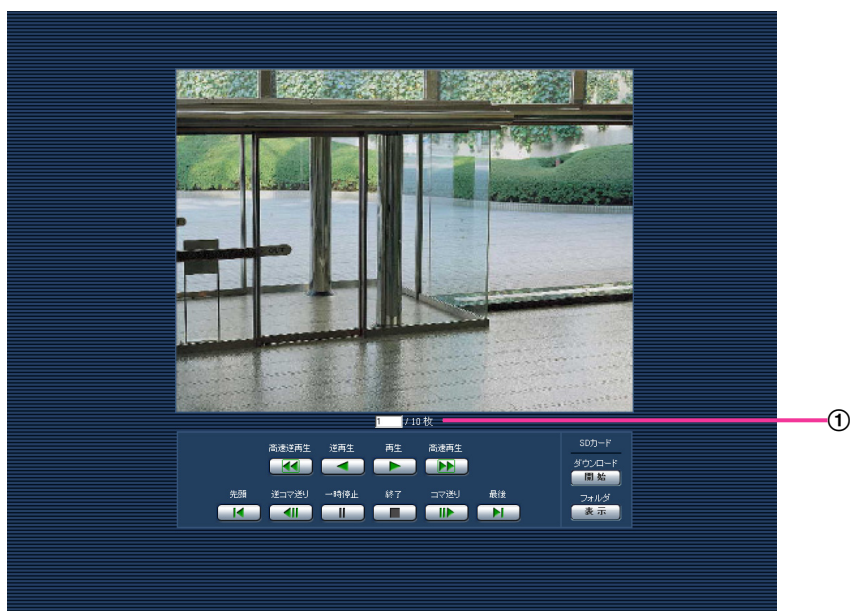 1 / 10 枚
①
高速逆再生 逆再生 再生 高速再生
先頭 逆コマ送り 一時停止 終了 コマ送り 最後
SDカード
ダウンロード
開始
フォルダ
表示